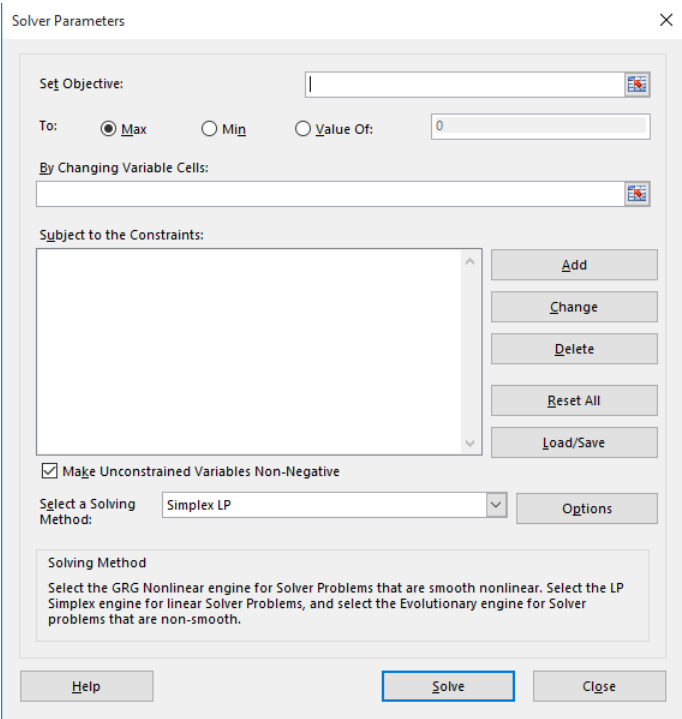 Solver Parameters
Set Objective:
To:
Max
Min
Value Of:
0
By Changing Variable Cells:
Subject to the Constraints:
Add
Change
Delete
Reset All
Load/Save
Make Unconstrained Variables Non-Negative
Select a Solving
Method:
Simplex LP
Options
Solving Method
Select the GRG Nonlinear engine for Solver Problems that are smooth nonlinear. Select the LP
Simplex engine for linear Solver Problems, and select the Evolutionary engine for Solver
problems that are non-smooth.
Help
Solve
Close